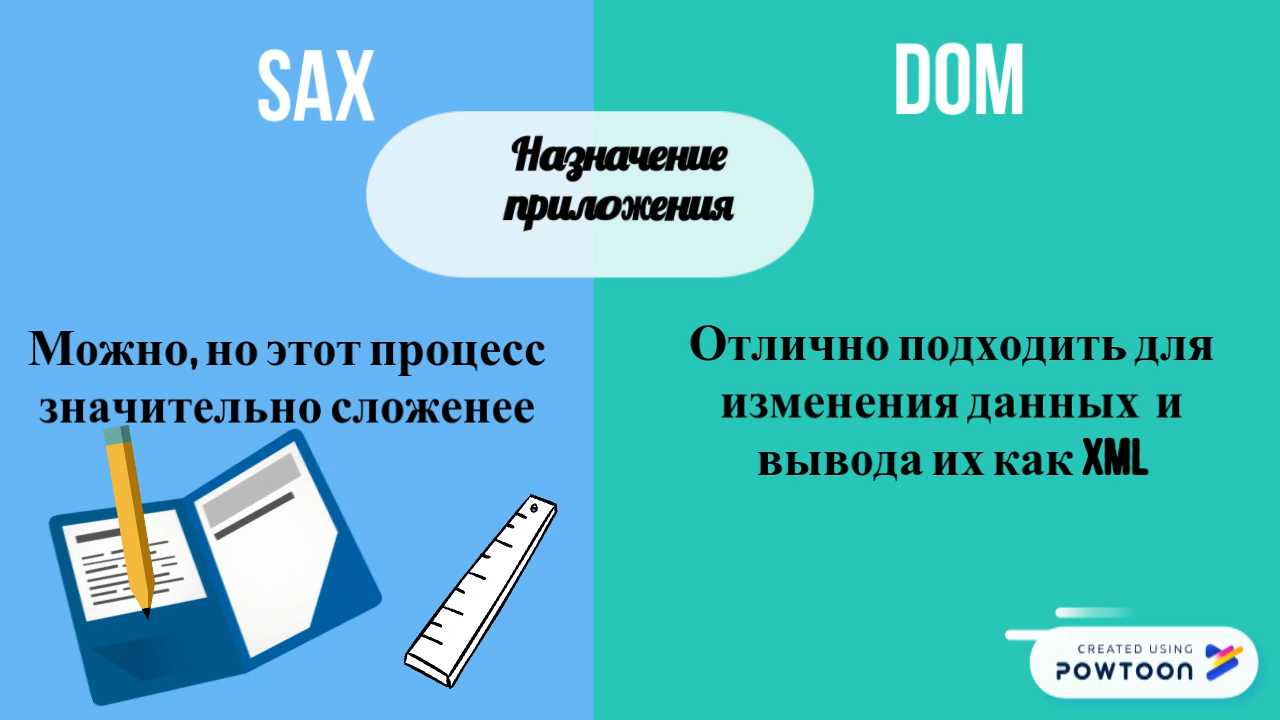 SAX
DOM
Назначение
приложения
Можно, но этот процесс
значительно сложенее
Отлично подходить для
изменения данных и
вывода их как XML
CREATED USING
POWTOON